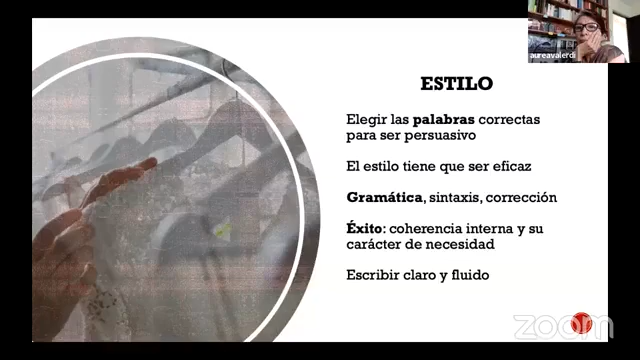 aureavalerdi
ESTILO
Elegir las palabras correctas
para ser persuasivo
El estilo tiene que ser eficaz
Gramática, sintaxis, corrección
Éxito: coherencia interna y su
carácter de necesidad
Escribir claro y fluido
zoom